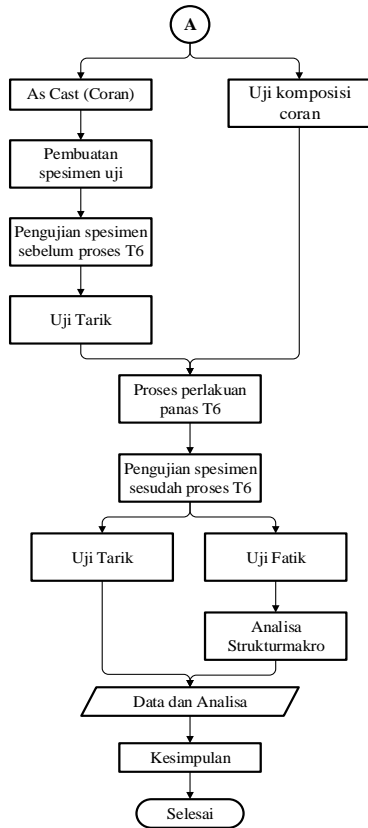 A
As Cast (Coran)
Uji komposisi
coran
Pembuatan
spesimen uji
Pengujian spesimen
sebelum proses T6
Uji Tarik
Proses perlakuan
panas T6
Pengujian spesimen
sesudah proses T6
Uji Tarik
Uji Fatik
Analisa
Strukturmakro
Data dan Analisa
Kesimpulan
Selesai